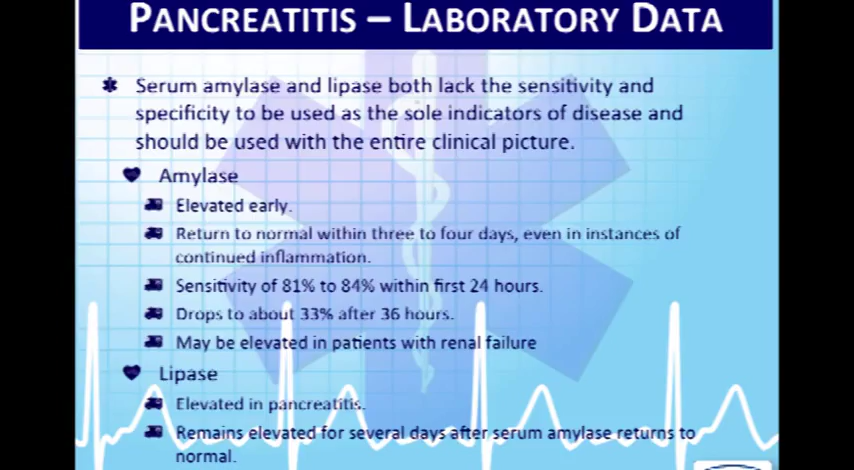 PANCREATITIS – LABORATORY DATA
Serum amylase and lipase both lack the sensitivity and
specificity to be used as the sole indicators of disease and
should be used with the entire clinical picture.
Amylase
Elevated early.
Return to normal within three to four days, even in instances of
continued inflammation.
Sensitivity of 81% to 84% within first 24 hours.
Drops to about 33% after 36 hours.
May be elevated in patients with renal failure
Lipase
Elevated in pancreatitis.
Remains elevated for several days after serum amylase returns to
normal.